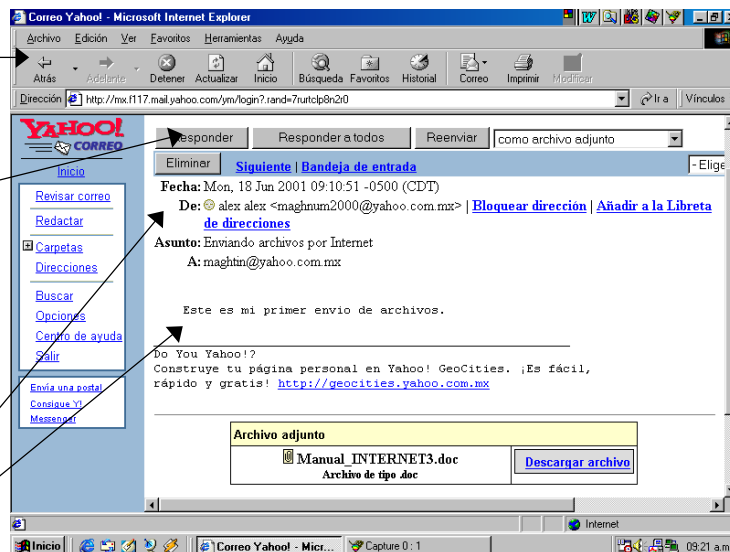 Correo Yahoo! - Microsoft Internet Explorer
Archivo Edición Ver Favoritos Herramientas Ayuda
Atrás Adelante Detener Actualizar Inicio Búsqueda Favoritos Historial Correo Imprimir Modificar
Dirección http://mx.f117.mail.yahoo.com/ym/login?.rand=7rurtclp8n2r0 Ir a Vínculos
YAHOO! CORREO
Inicio
Revisar correo
Redactar
Carpetas
Direcciones
Buscar
Opciones
Centro de ayuda
Salir
Envía una postal
Consigue Y!
Messenger
Responder Responder a todos Reenviar como archivo adjunto
Eliminar Siguiente | Bandeja de entrada - Elige
Fecha: Mon, 18 Jun 2001 09:10:51 -0500 (CDT)
De: alex alex <maghnum2000@yahoo.com.mx> | Bloquear dirección | Añadir a la Libreta
de direcciones
Asunto: Enviando archivos por Internet
A: maghtin@yahoo.com.mx
Este es mi primer envio de archivos.
Do You Yahoo!?
Construye tu página personal en Yahoo! GeoCities. ¡Es fácil,
rápido y gratis! http://geocities.yahoo.com.mx
Archivo adjunto
Manual_INTERNET3.doc Descargar archivo
Archivo de tipo .doc
Internet
Inicio Correo Yahoo! - Micr... Capture 0 : 1 09:21 a.m.